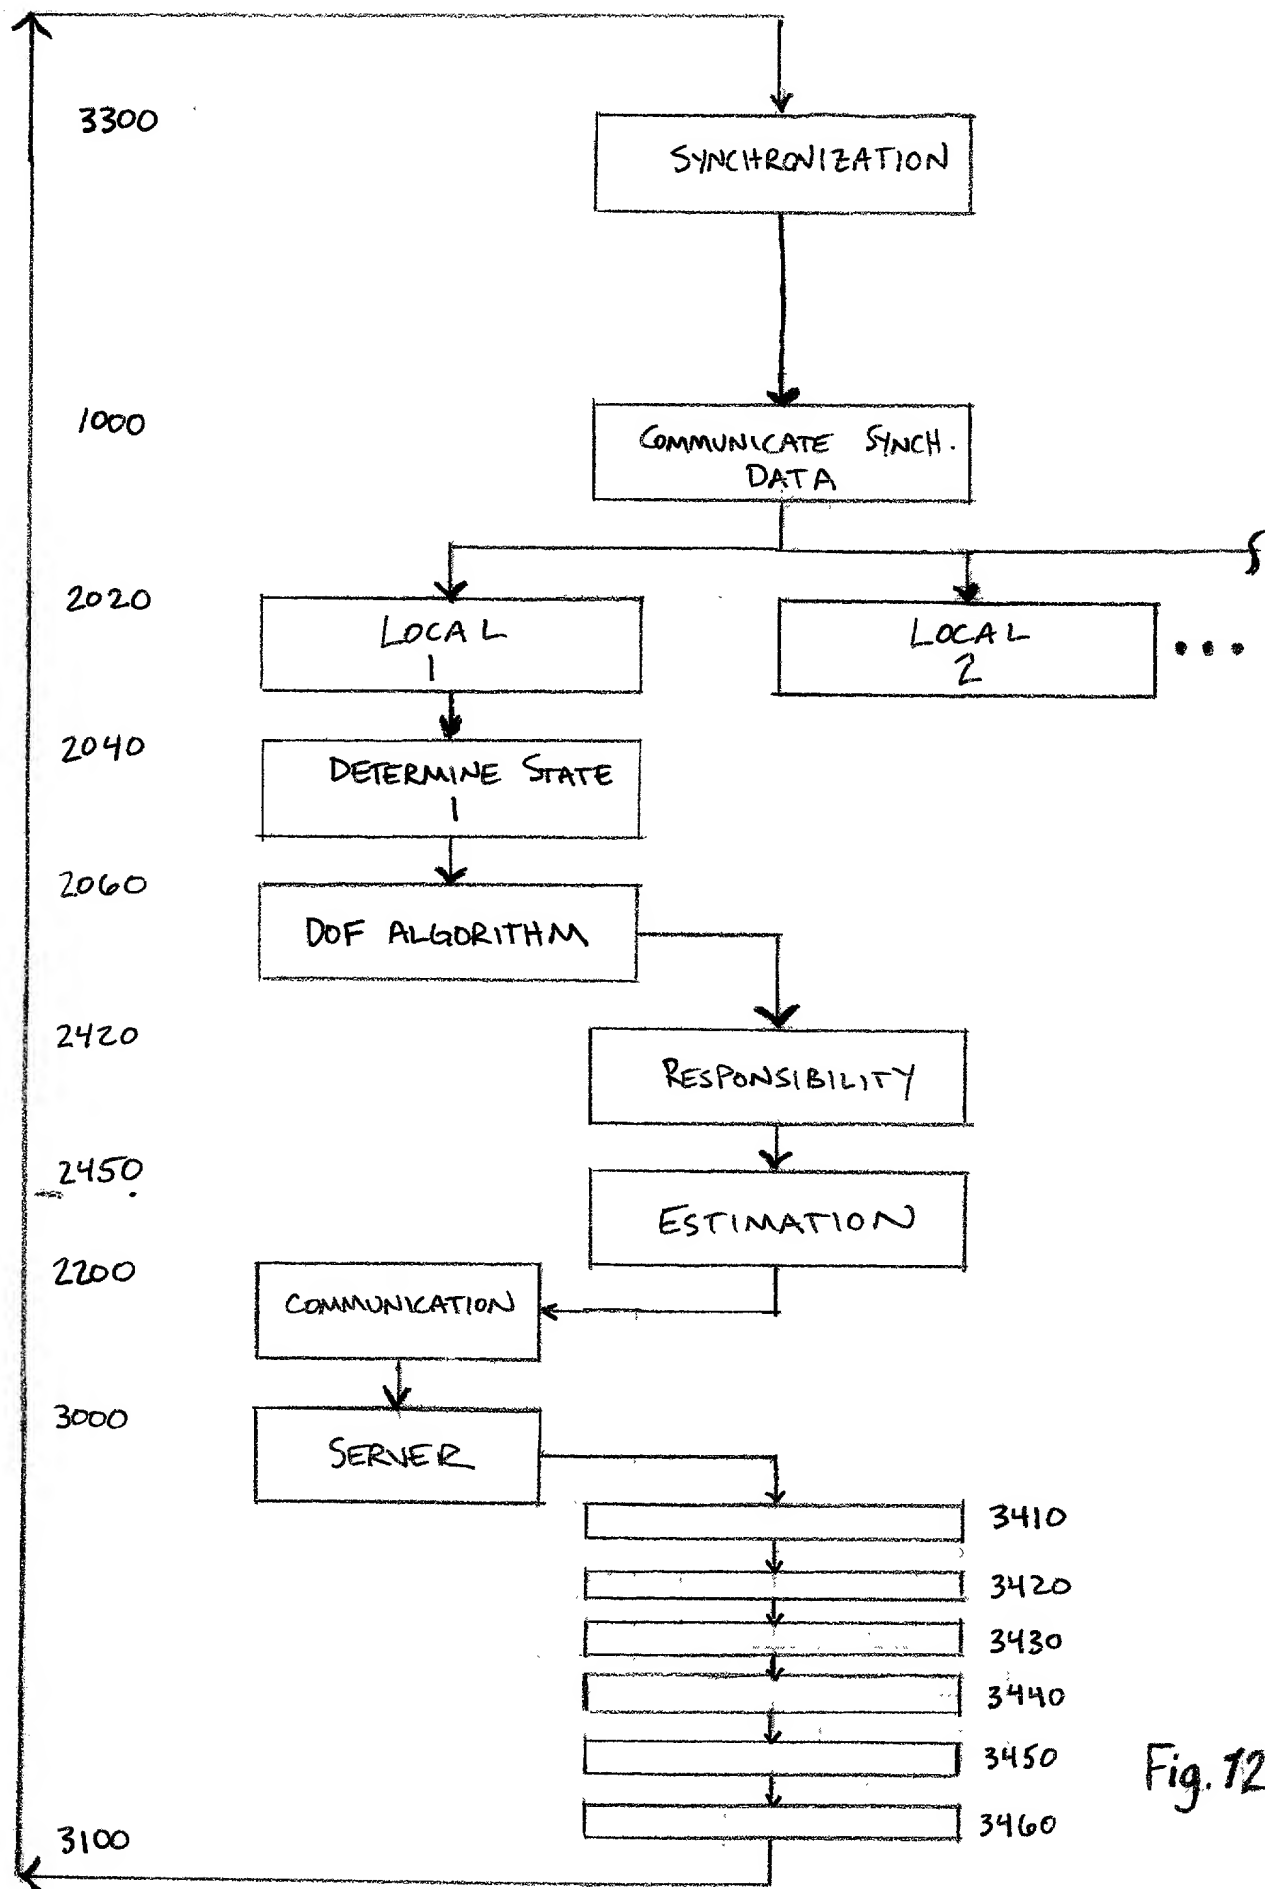 3300
SYNCHRONIZATION
1000
COMMUNICATE SYNCH.
DATA
2020
LOCAL
1
LOCAL
2
...
2040
DETERMINE STATE
1
2060
DOF ALGORITHM
2420
RESPONSIBILITY
2450
ESTIMATION
2200
COMMUNICATION
3000
SERVER
3410
3420
3430
3440
3450
3460
3100
Fig. 12